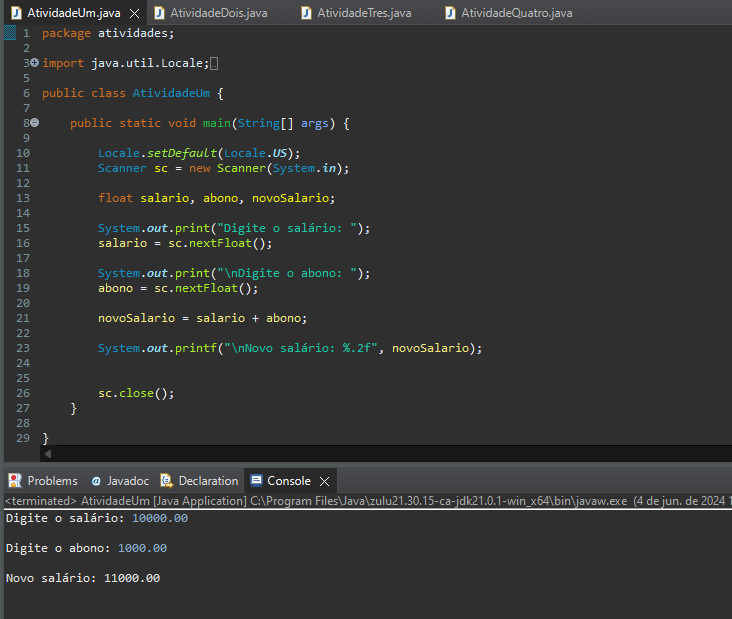 AtividadeUm.java AtividadeDois.java AtividadeTres.java AtividadeQuatro.java
1 package atividades;
2
3 import java.util.Locale;
5
6 public class AtividadeUm {
7
8 public static void main(String[] args) {
9
10 Locale.setDefault(Locale.US);
11 Scanner sc = new Scanner(System.in);
12
13 float salario, abono, novoSalario;
14
15 System.out.print("Digite o salário: ");
16 salario = sc.nextFloat();
17
18 System.out.print("\nDigite o abono: ");
19 abono = sc.nextFloat();
20
21 novoSalario = salario + abono;
22
23 System.out.printf("\nNovo salário: %.2f", novoSalario);
24
25
26 sc.close();
27 }
28
29 }
Problems Javadoc Declaration Console
<terminated> AtividadeUm [Java Application] C:\Program Files\Java\zulu21.30.15-ca-jdk21.0.1-win_x64\bin\javaw.exe (4 de jun. de 2024 1
Digite o salário: 10000.00
Digite o abono: 1000.00
Novo salário: 11000.00